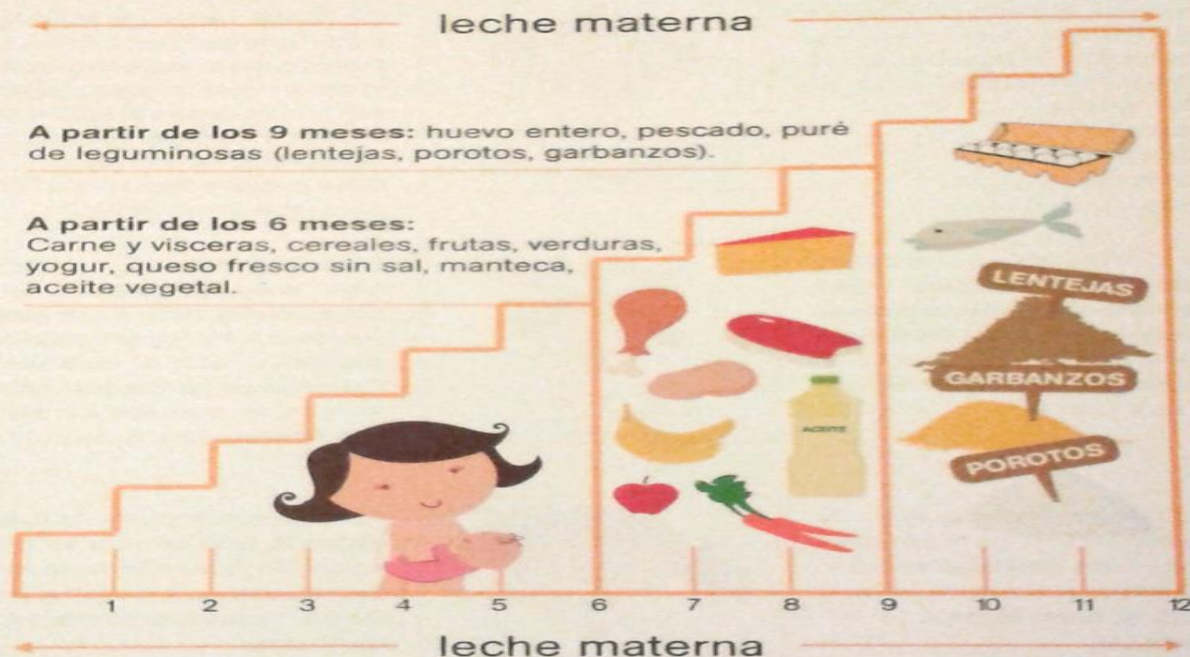 leche materna
A partir de los 9 meses: huevo entero, pescado, puré
de leguminosas (lentejas, porotos, garbanzos).
A partir de los 6 meses:
Carne y visceras, cereales, frutas, verduras,
yogur, queso fresco sin sal, manteca,
aceite vegetal.
LENTEJAS
GARBANZOS
ACEITE
POROTOS
1 2 3 4 5 6 7 8 9 10 11 12
leche materna